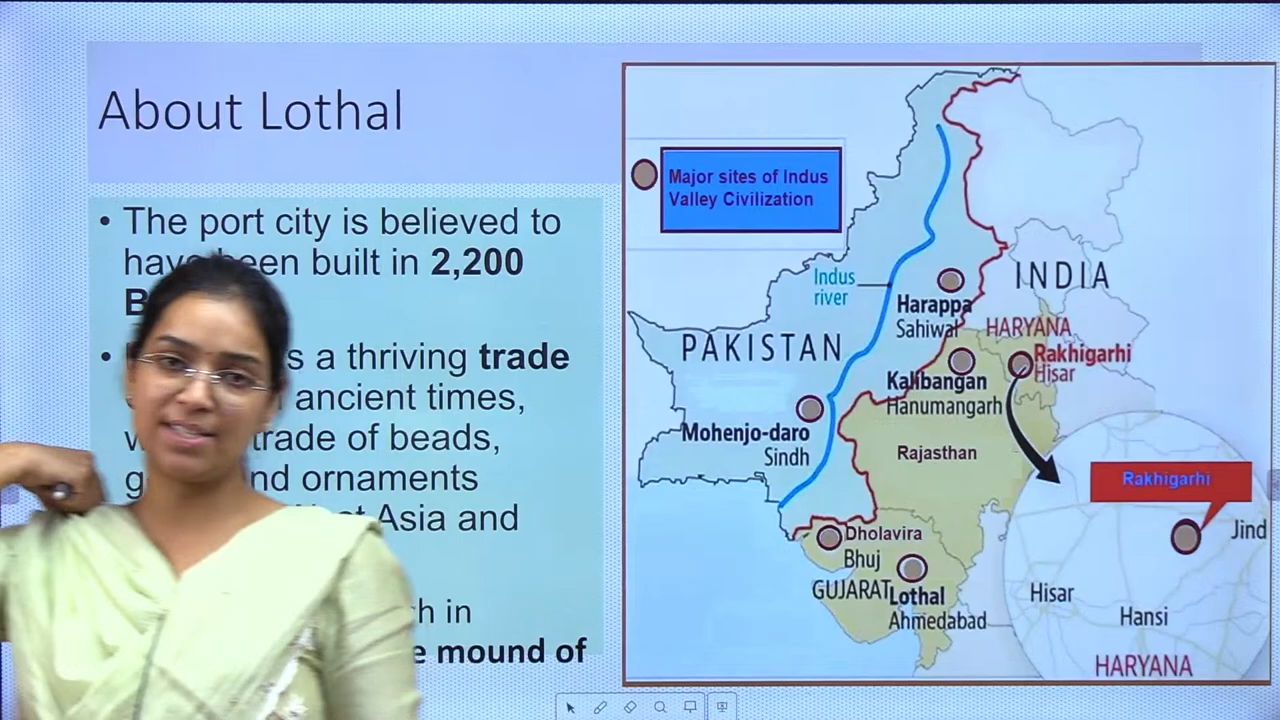 About Lothal
• The port city is believed to
have been built in 2,200
B
• s a thriving trade
ancient times,
trade of beads,
nd ornaments
Asia and
ch in
e mound of
Major sites of Indus
Valley Civilization
Indus
river
INDIA
PAKISTAN
Harappa
Sahiwal
HARYANA
Rakhigarhi
Hisar
Kalibangan
Hanumangarh
Mohenjo-daro
Sindh
Rajasthan
Rakhigarhi
Jind
Dholavira
Bhuj
GUJARAT
Lothal
Ahmedabad
Hisar
Hansi
HARYANA